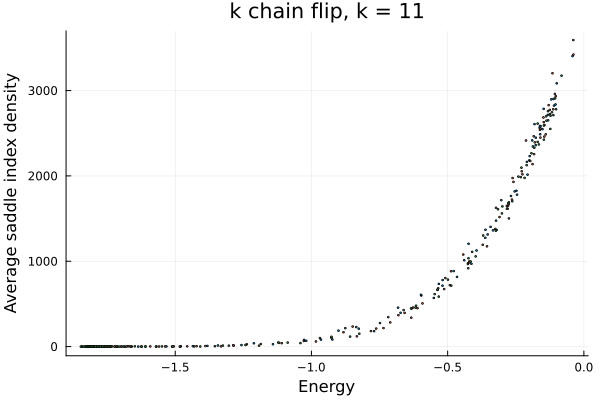 k chain flip, k = 11
Average saddle index density
3000
2000
1000
0
−1.5
−1.0
−0.5
0.0
Energy